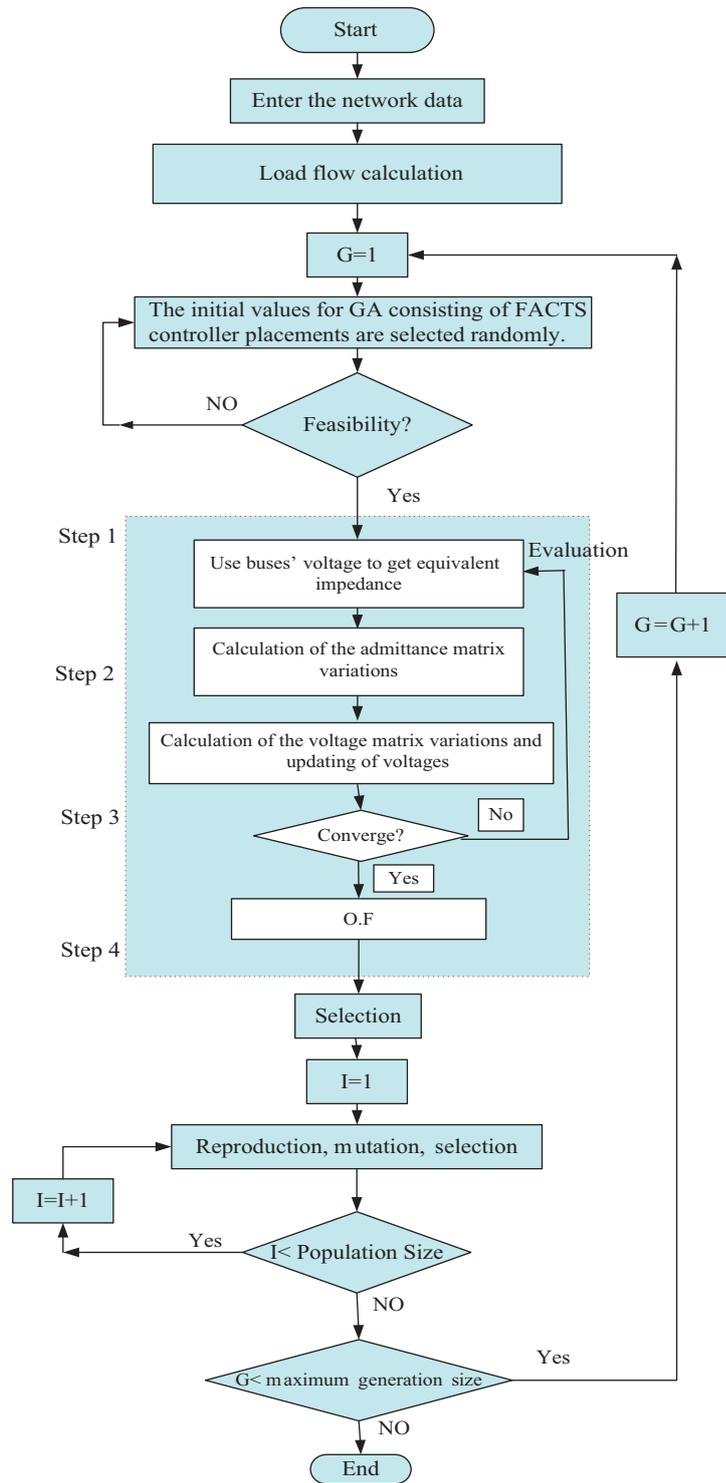 Start
Enter the network data
Load flow calculation
G=1
The initial values for GA consisting of FACTS
controller placements are selected randomly.
NO
Feasibility?
Yes
Step 1
Evaluation
Use buses’ voltage to get equivalent
impedance
G=G+1
Calculation of the admittance matrix
variations
Step 2
Calculation of the voltage matrix variations and
updating of voltages
Step 3
No
Converge?
Yes
O.F
Step 4
Selection
I=1
Reproduction, mutation, selection
I=I+1
Yes
I< Population Size
NO
Yes
G< maximum generation size
NO
End